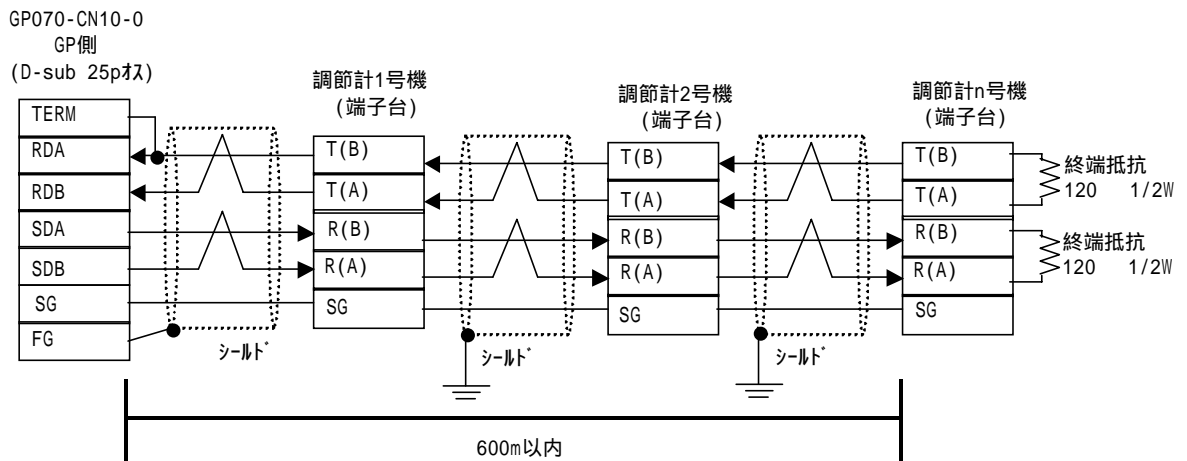 GP070-CN10-0
GP側
(D-sub 25pｵｽ)
TERM
RDA
RDB
SDA
SDB
SG
FG
調節計1号機
(端子台)
T(B)
T(A)
R(B)
R(A)
SG
調節計2号機
(端子台)
T(B)
T(A)
R(B)
R(A)
SG
調節計n号機
(端子台)
T(B)
T(A)
R(B)
R(A)
SG
終端抵抗
120 1/2W
終端抵抗
120 1/2W
ｼｰﾙﾄﾞ
ｼｰﾙﾄﾞ
ｼｰﾙﾄﾞ
600m以内